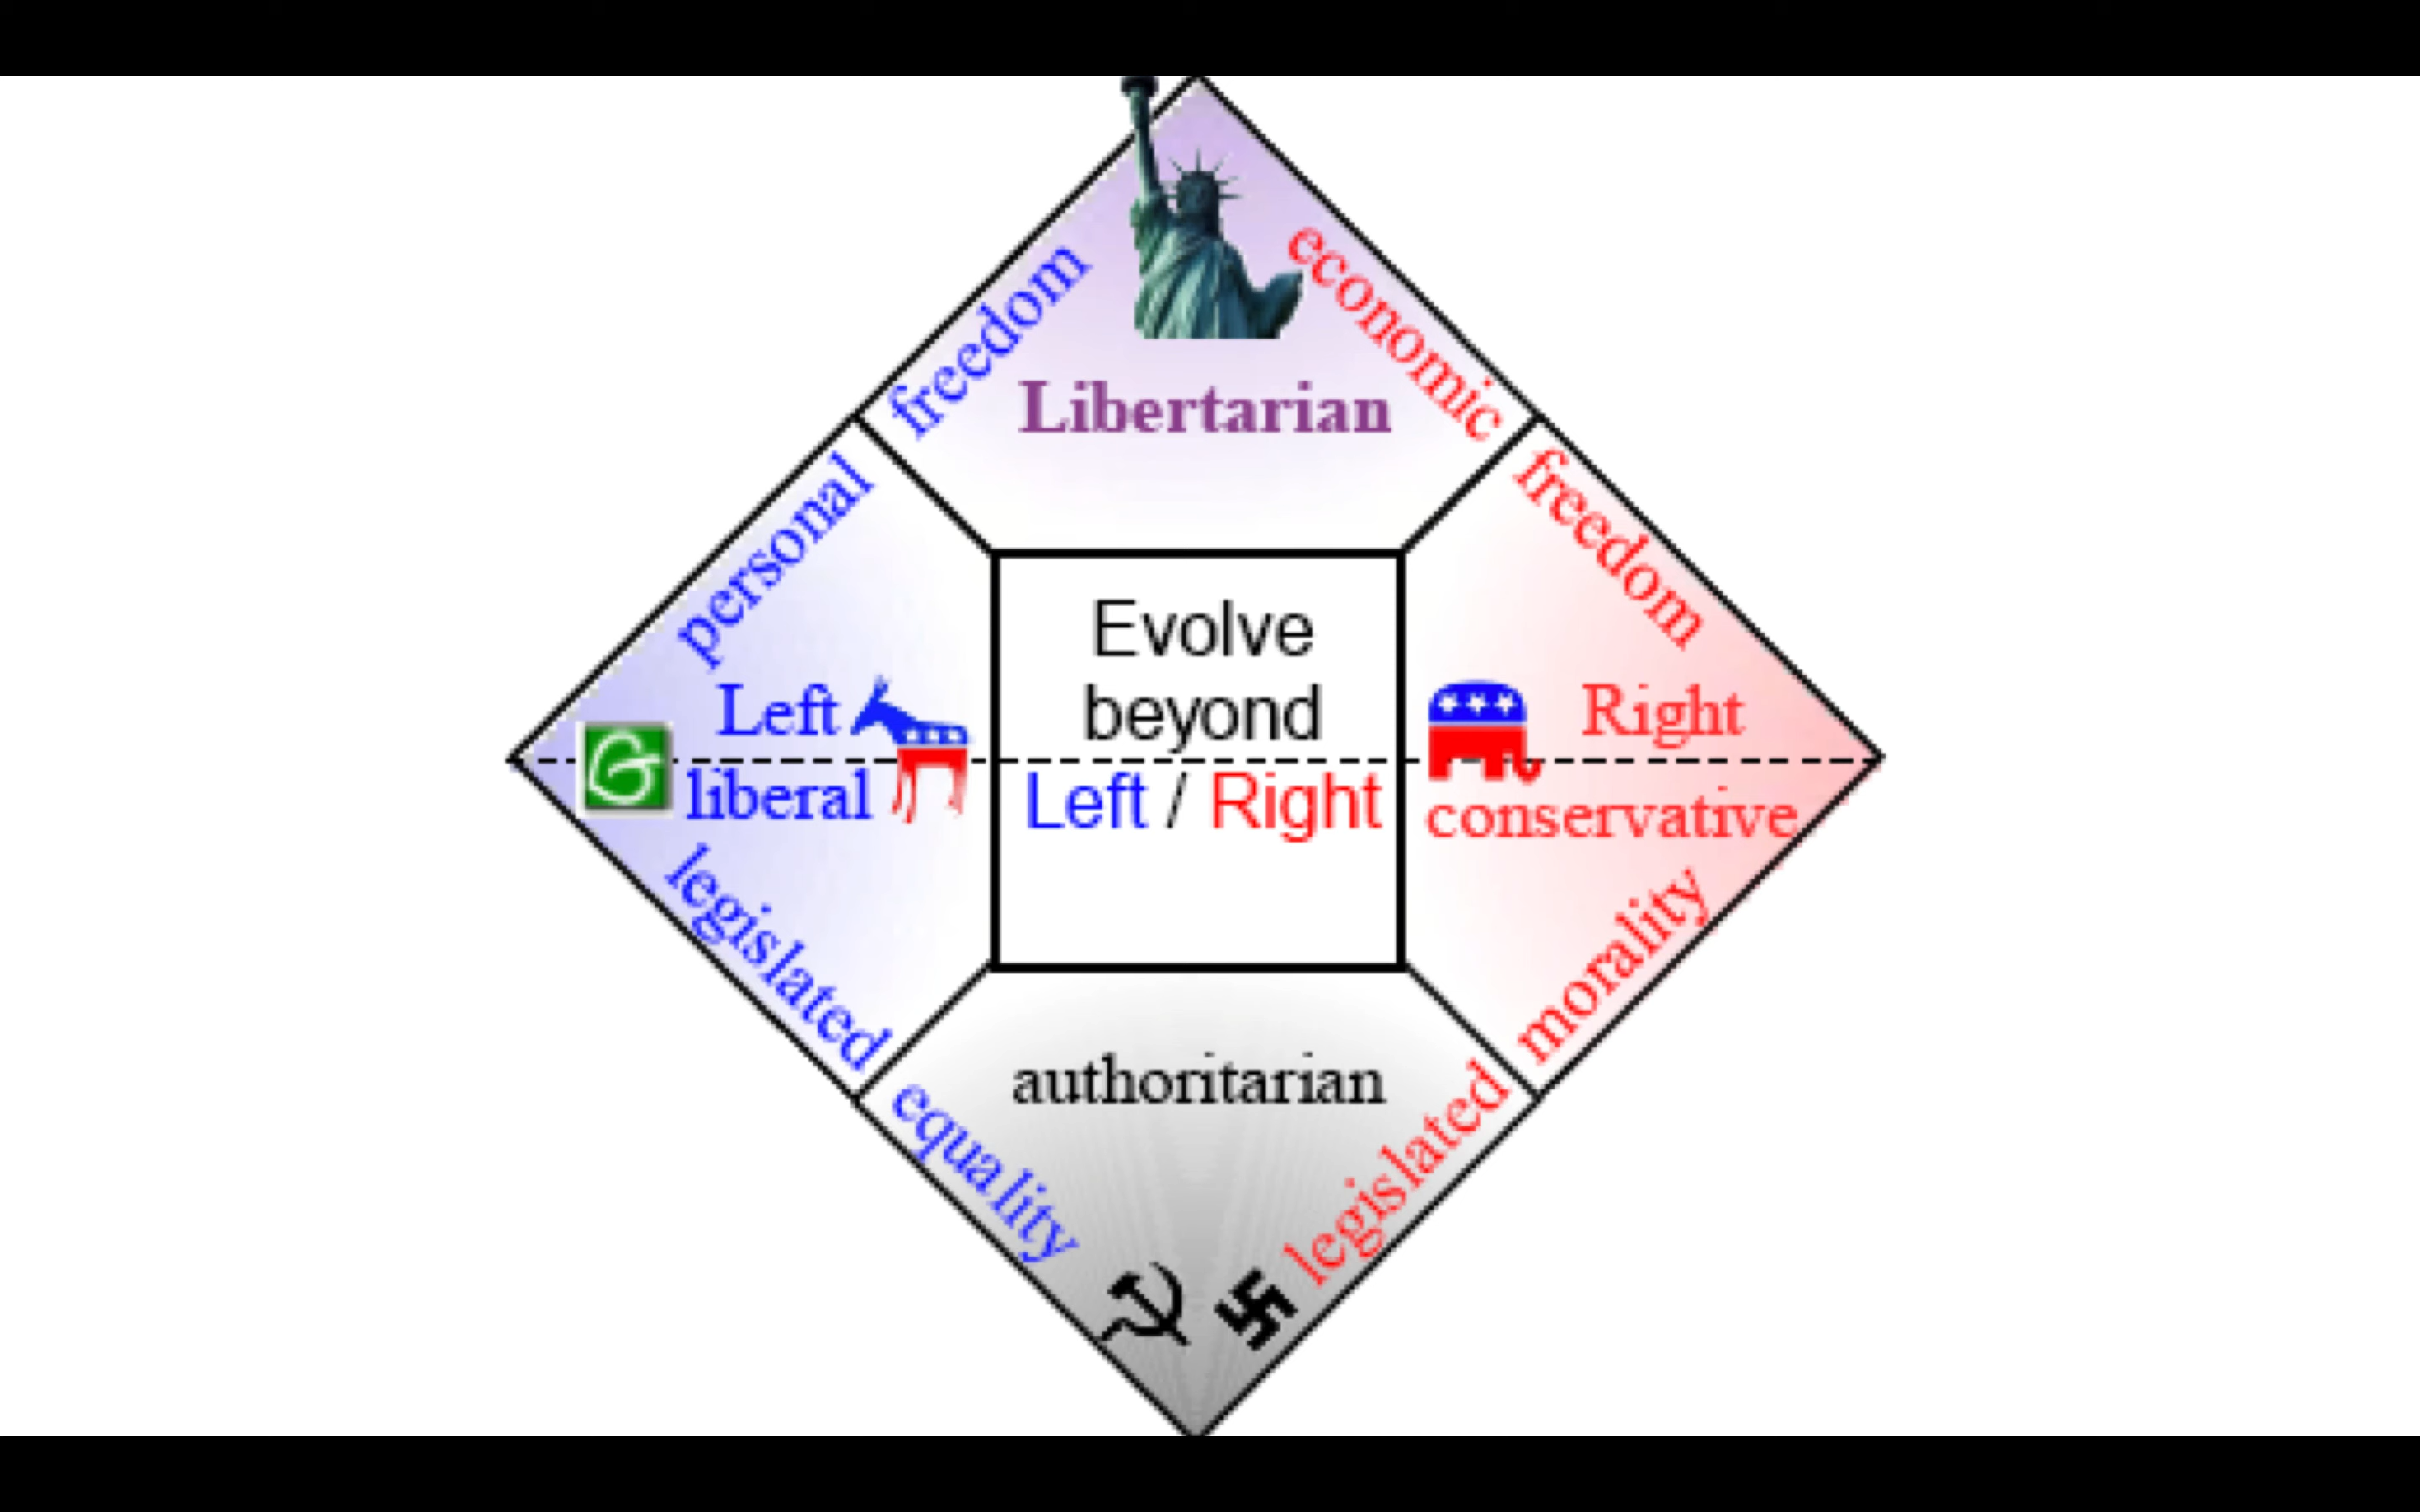 personal freedom
economic freedom
Libertarian
Left
liberal
Evolve
beyond
Left / Right
Right
conservative
legislated equality
authoritarian
legislated morality